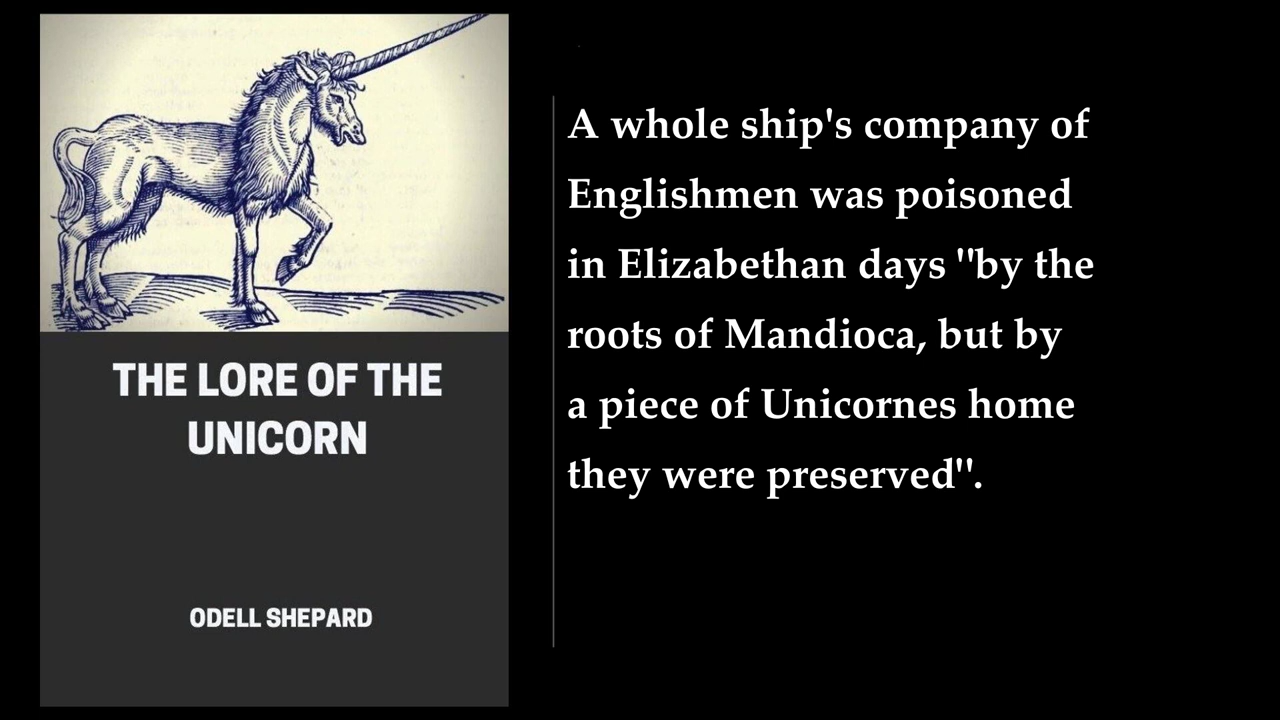 THE LORE OF THE
UNICORN
ODELL SHEPARD
A whole ship's company of
Englishmen was poisoned
in Elizabethan days "by the
roots of Mandioca, but by
a piece of Unicornes home
they were preserved".